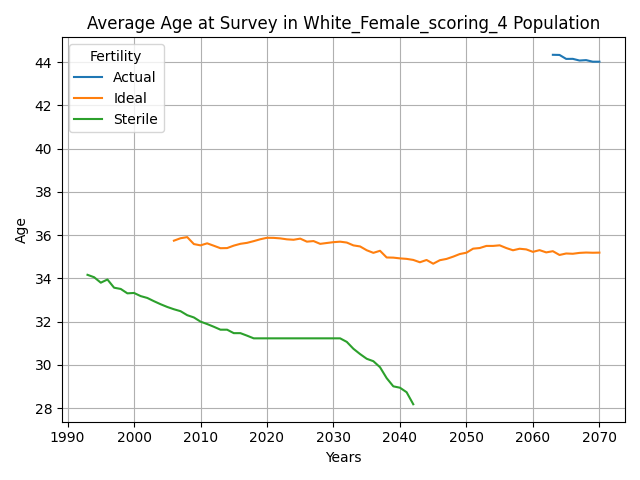 Average Age at Survey in White_Female_scoring_4 Population
Fertility
Actual
Ideal
Sterile
Age
44
42
40
38
36
34
32
30
28
1990 2000 2010 2020 2030 2040 2050 2060 2070
Years